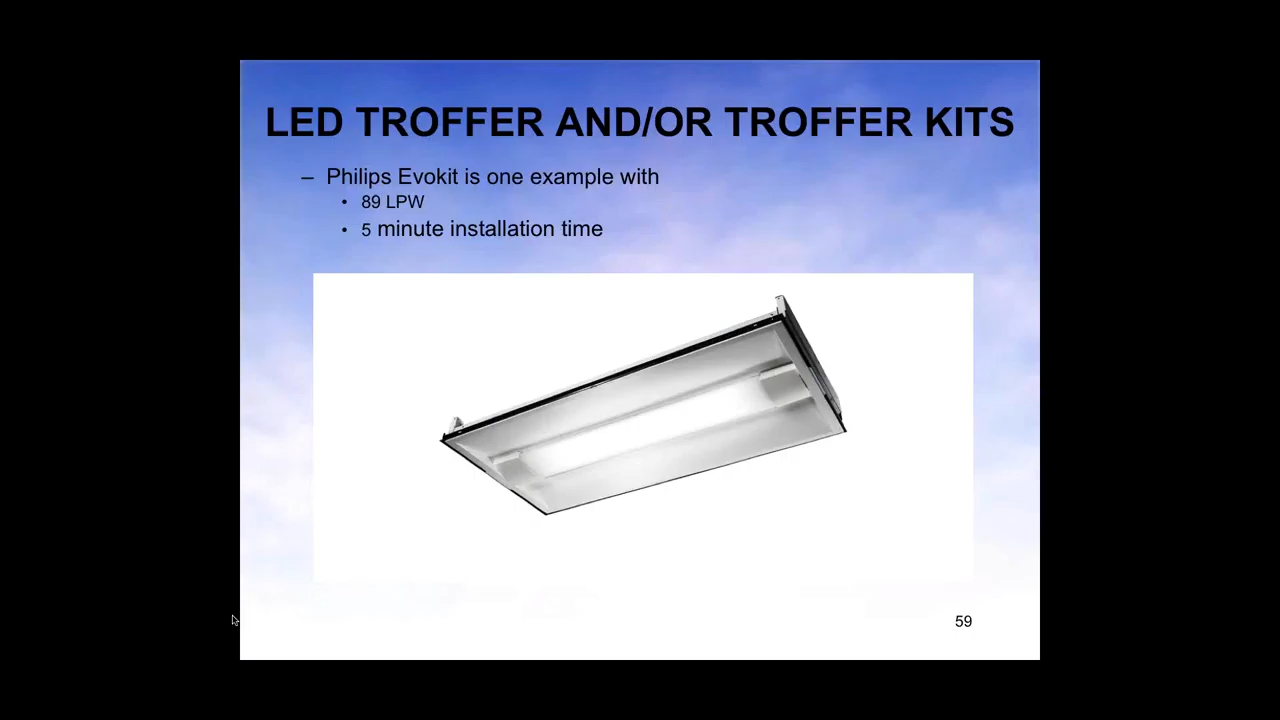 LED TROFFER AND/OR TROFFER KITS
– Philips Evokit is one example with
• 89 LPW
• 5 minute installation time
59